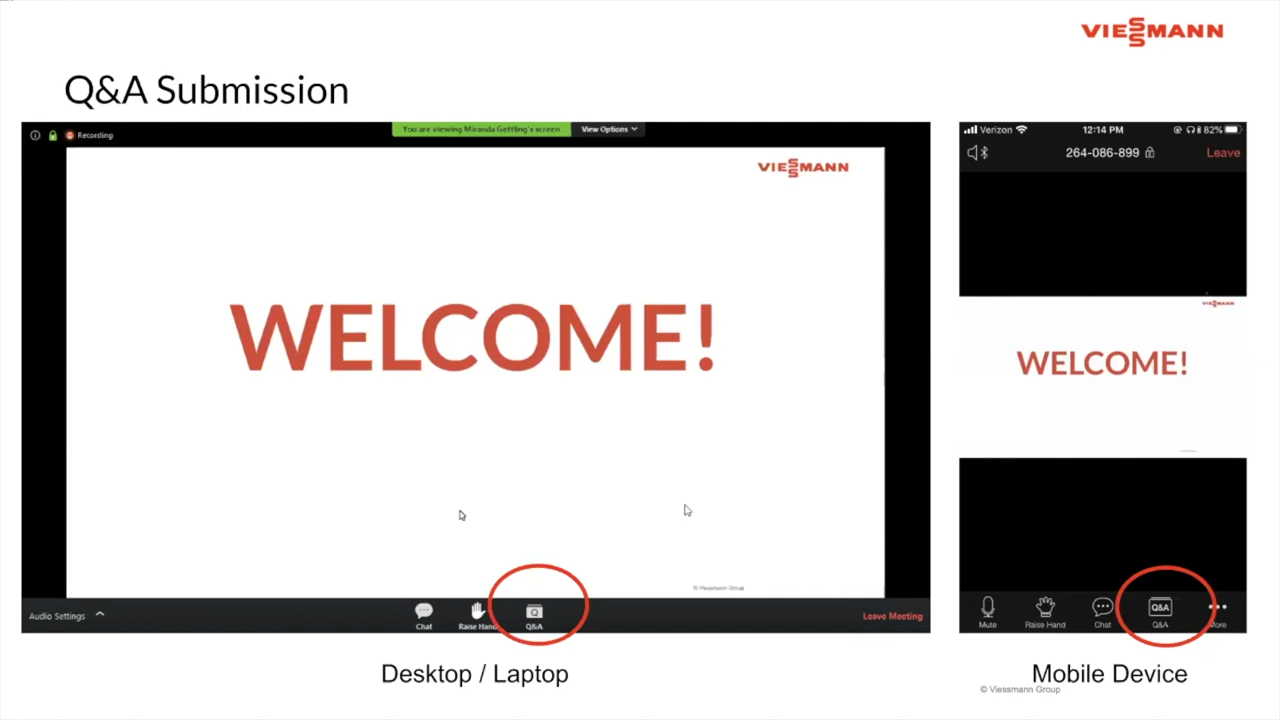 VIESSMANN
Q&A Submission
Recording
You are viewing Miranda Gettling's screen
View Options
VIESSMANN
WELCOME!
© Viessmann Group
Audio Settings
Chat
Raise Hand
Q&A
Leave Meeting
Desktop / Laptop
Verizon
12:14 PM
82%
264-086-899
Leave
VIESSMANN
WELCOME!
Mute
Raise Hand
Chat
Q&A
Q&A
More
Mobile Device
© Viessmann Group